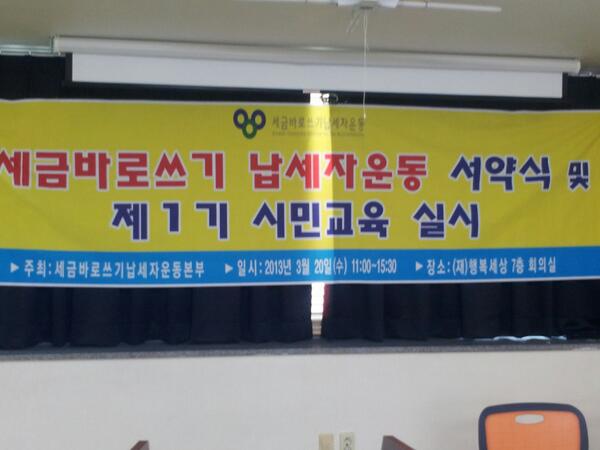 세금바로쓰기납세자운동
세금바로쓰기 납세자운동 서약식 및
제1기 시민교육 실시
▶ 주최: 세금바로쓰기납세자운동본부 ▶ 일시: 2013년 3월 20일(수) 11:00~15:30 ▶ 장소: (재)행복세상 7층 회의실